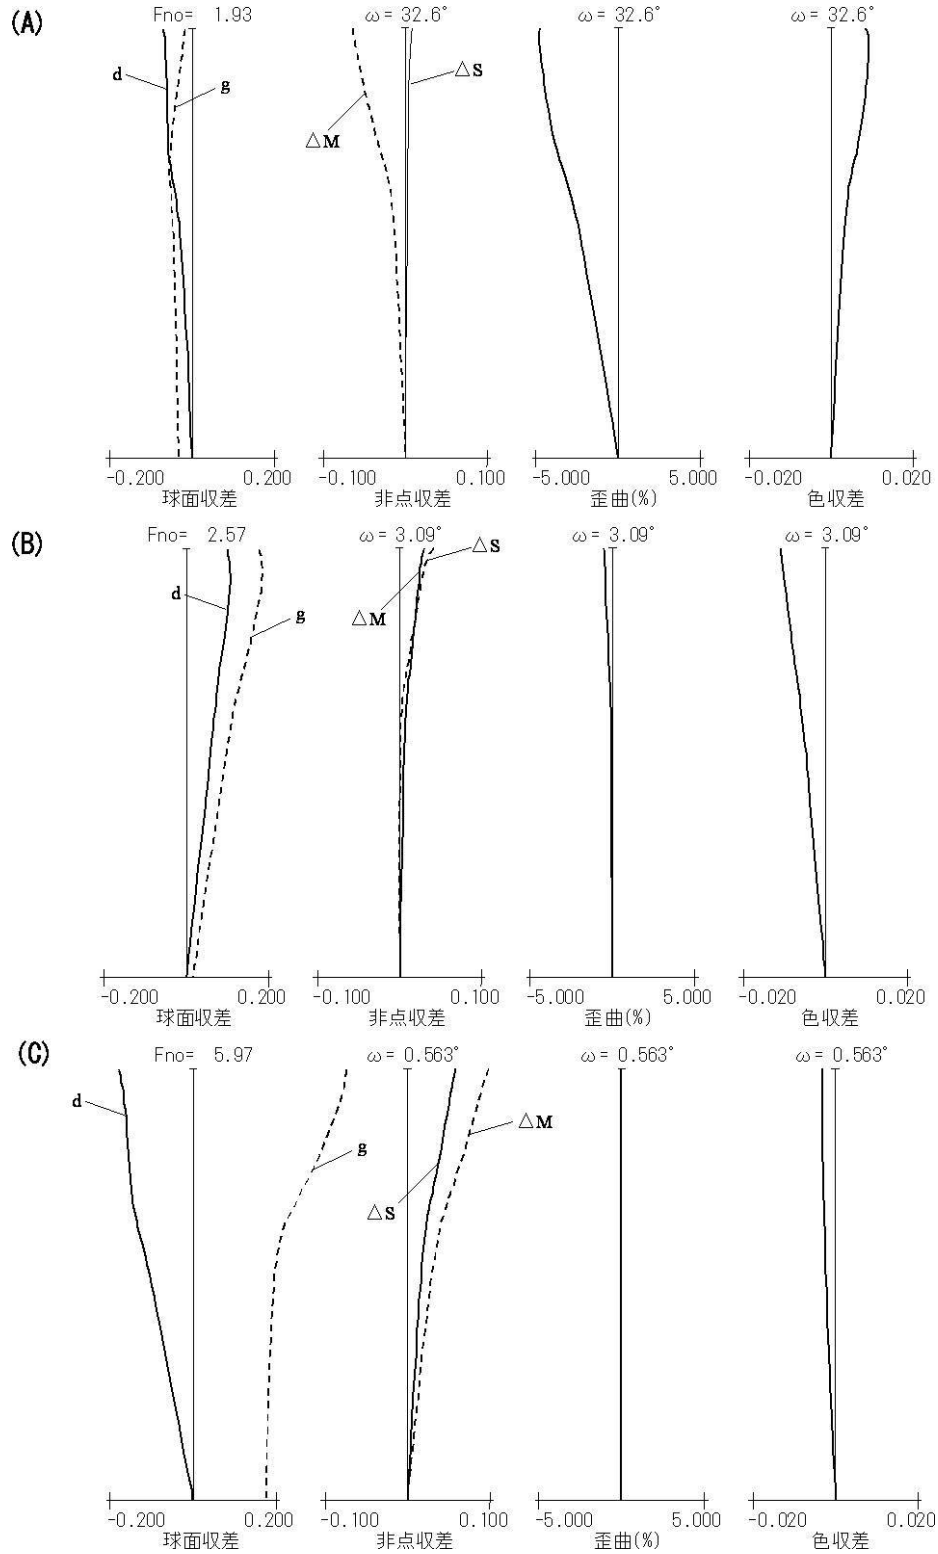 (A)
Fno= 1.93
ω = 32.6°
ω = 32.6°
ω = 32.6°
d
g
△S
△M
-0.200 0.200
-0.100 0.100
-5.000 5.000
-0.020 0.020
球面収差
非点収差
歪曲(%)
色収差
(B)
Fno= 2.57
ω = 3.09°
ω = 3.09°
ω = 3.09°
d
g
△S
△M
-0.200 0.200
-0.100 0.100
-5.000 5.000
-0.020 0.020
球面収差
非点収差
歪曲(%)
色収差
(C)
Fno= 5.97
ω = 0.563°
ω = 0.563°
ω = 0.563°
d
g
△M
△S
-0.200 0.200
-0.100 0.100
-5.000 5.000
-0.020 0.020
球面収差
非点収差
歪曲(%)
色収差